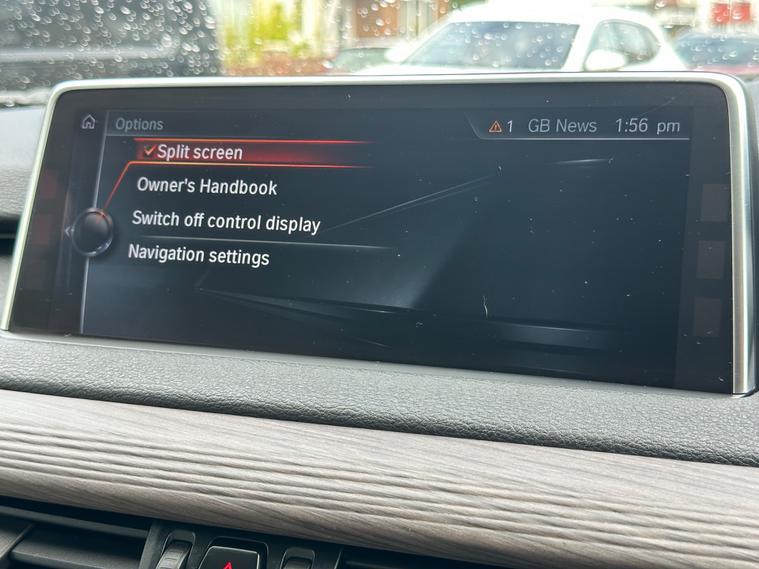 Options
1 GB News 1:56 pm
Split screen
Owner's Handbook
Switch off control display
Navigation settings